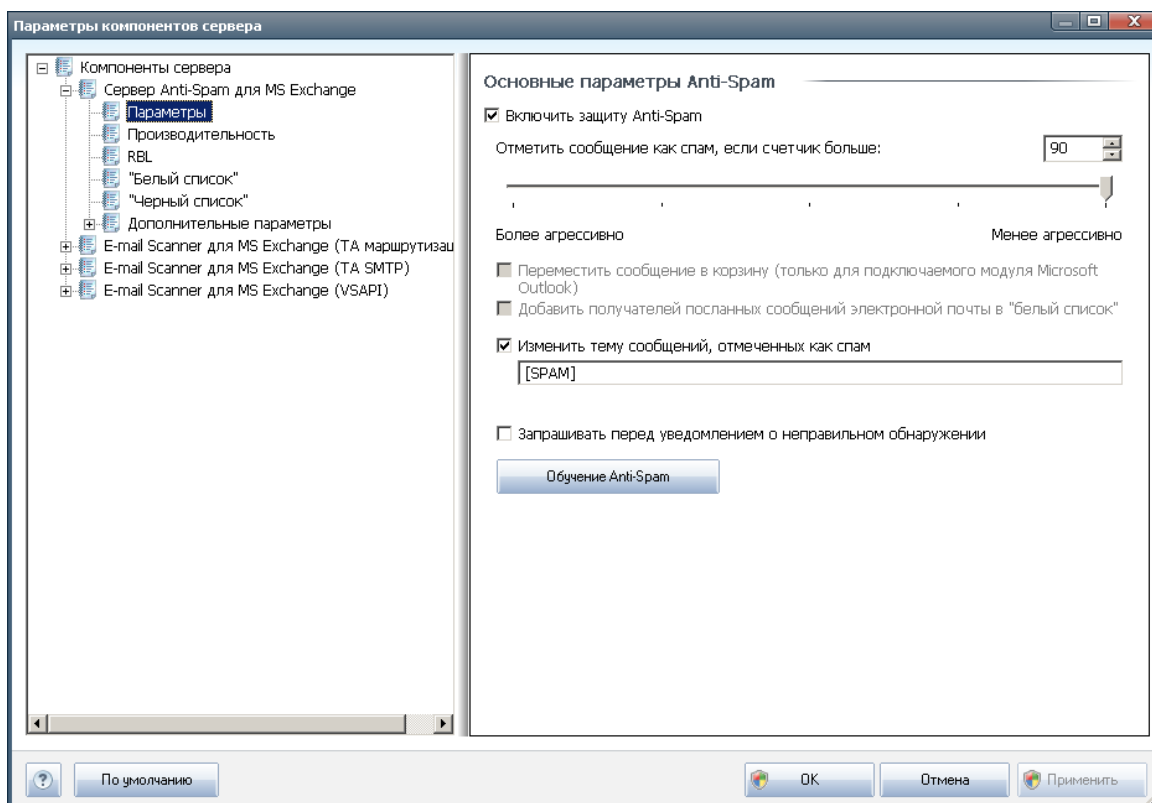 Параметры компонентов сервера
Компоненты сервера
Сервер Anti-Spam для MS Exchange
Параметры
Производительность
RBL
"Белый список"
"Черный список"
Дополнительные параметры
E-mail Scanner для MS Exchange (TA маршрутизац
E-mail Scanner для MS Exchange (TA SMTP)
E-mail Scanner для MS Exchange (VSAPI)
Основные параметры Anti-Spam
Включить защиту Anti-Spam
Отметить сообщение как спам, если счетчик больше:
90
Более агрессивно
Менее агрессивно
Переместить сообщение в корзину (только для подключаемого модуля Microsoft
Outlook)
Добавить получателей посланных сообщений электронной почты в "белый список"
Изменить тему сообщений, отмеченных как спам
[SPAM]
Запрашивать перед уведомлением о неправильном обнаружении
Обучение Anti-Spam
?
По умолчанию
OK
Отмена
Применить